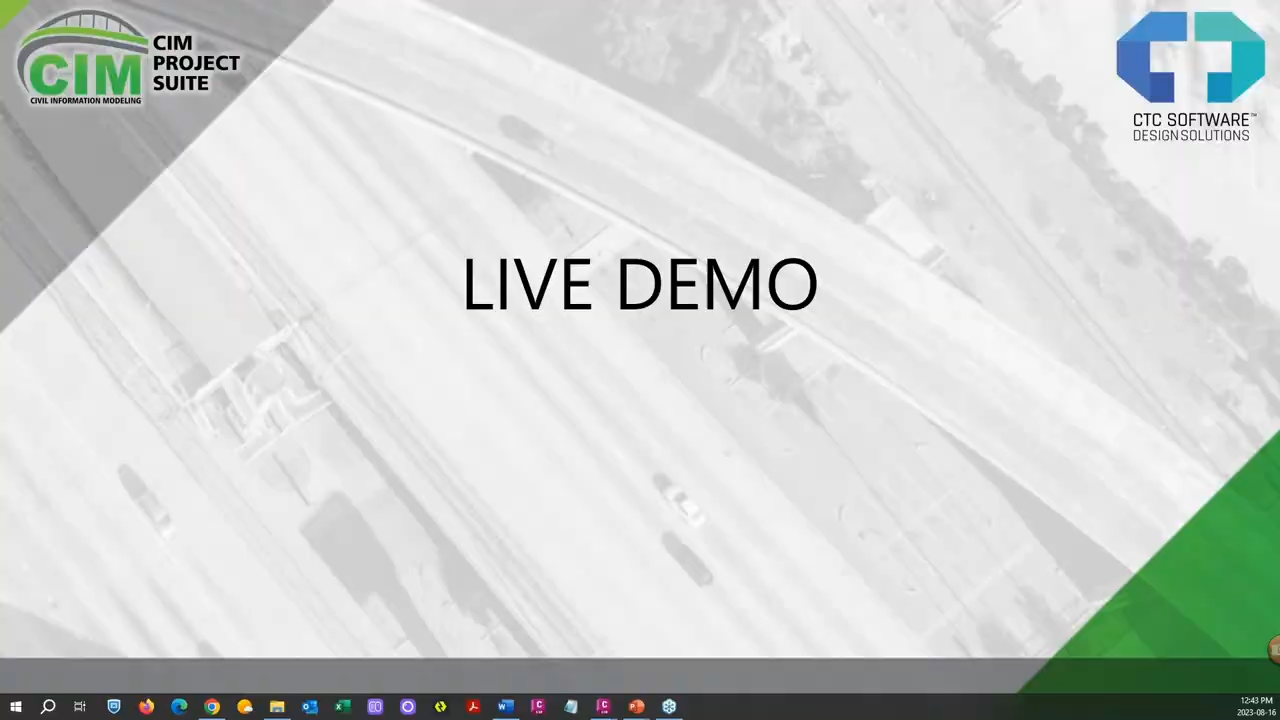 CIM
CIVIL INFORMATION MODELING
CIM
PROJECT
SUITE
CTC SOFTWARE™
DESIGN SOLUTIONS
LIVE DEMO
12:43 PM
2023-08-16